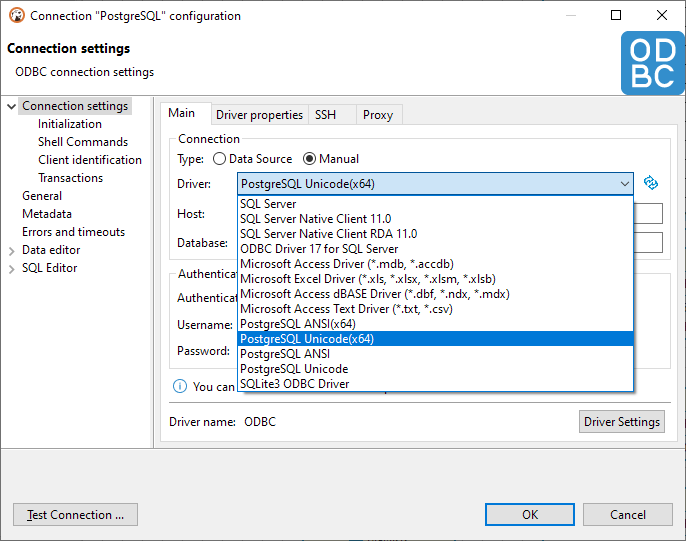 Connection "PostgreSQL" configuration
Connection settings
ODBC connection settings
OD
BC
Connection settings
Initialization
Shell Commands
Client identification
Transactions
General
Metadata
Errors and timeouts
Data editor
SQL Editor
Main
Driver properties
SSH
Proxy
Connection
Type: Data Source Manual
Driver: PostgreSQL Unicode(x64)
Host:
Database:
SQL Server
SQL Server Native Client 11.0
SQL Server Native Client RDA 11.0
ODBC Driver 17 for SQL Server
Microsoft Access Driver (*.mdb, *.accdb)
Microsoft Excel Driver (*.xls, *.xlsx, *.xlsm, *.xlsb)
Microsoft Access dBASE Driver (*.dbf, *.ndx, *.mdx)
Microsoft Access Text Driver (*.txt, *.csv)
PostgreSQL ANSI(x64)
PostgreSQL Unicode(x64)
PostgreSQL ANSI
PostgreSQL Unicode
SQLite3 ODBC Driver
Username:
Password:
You can
Driver name: ODBC
Driver Settings
Test Connection ...
OK
Cancel